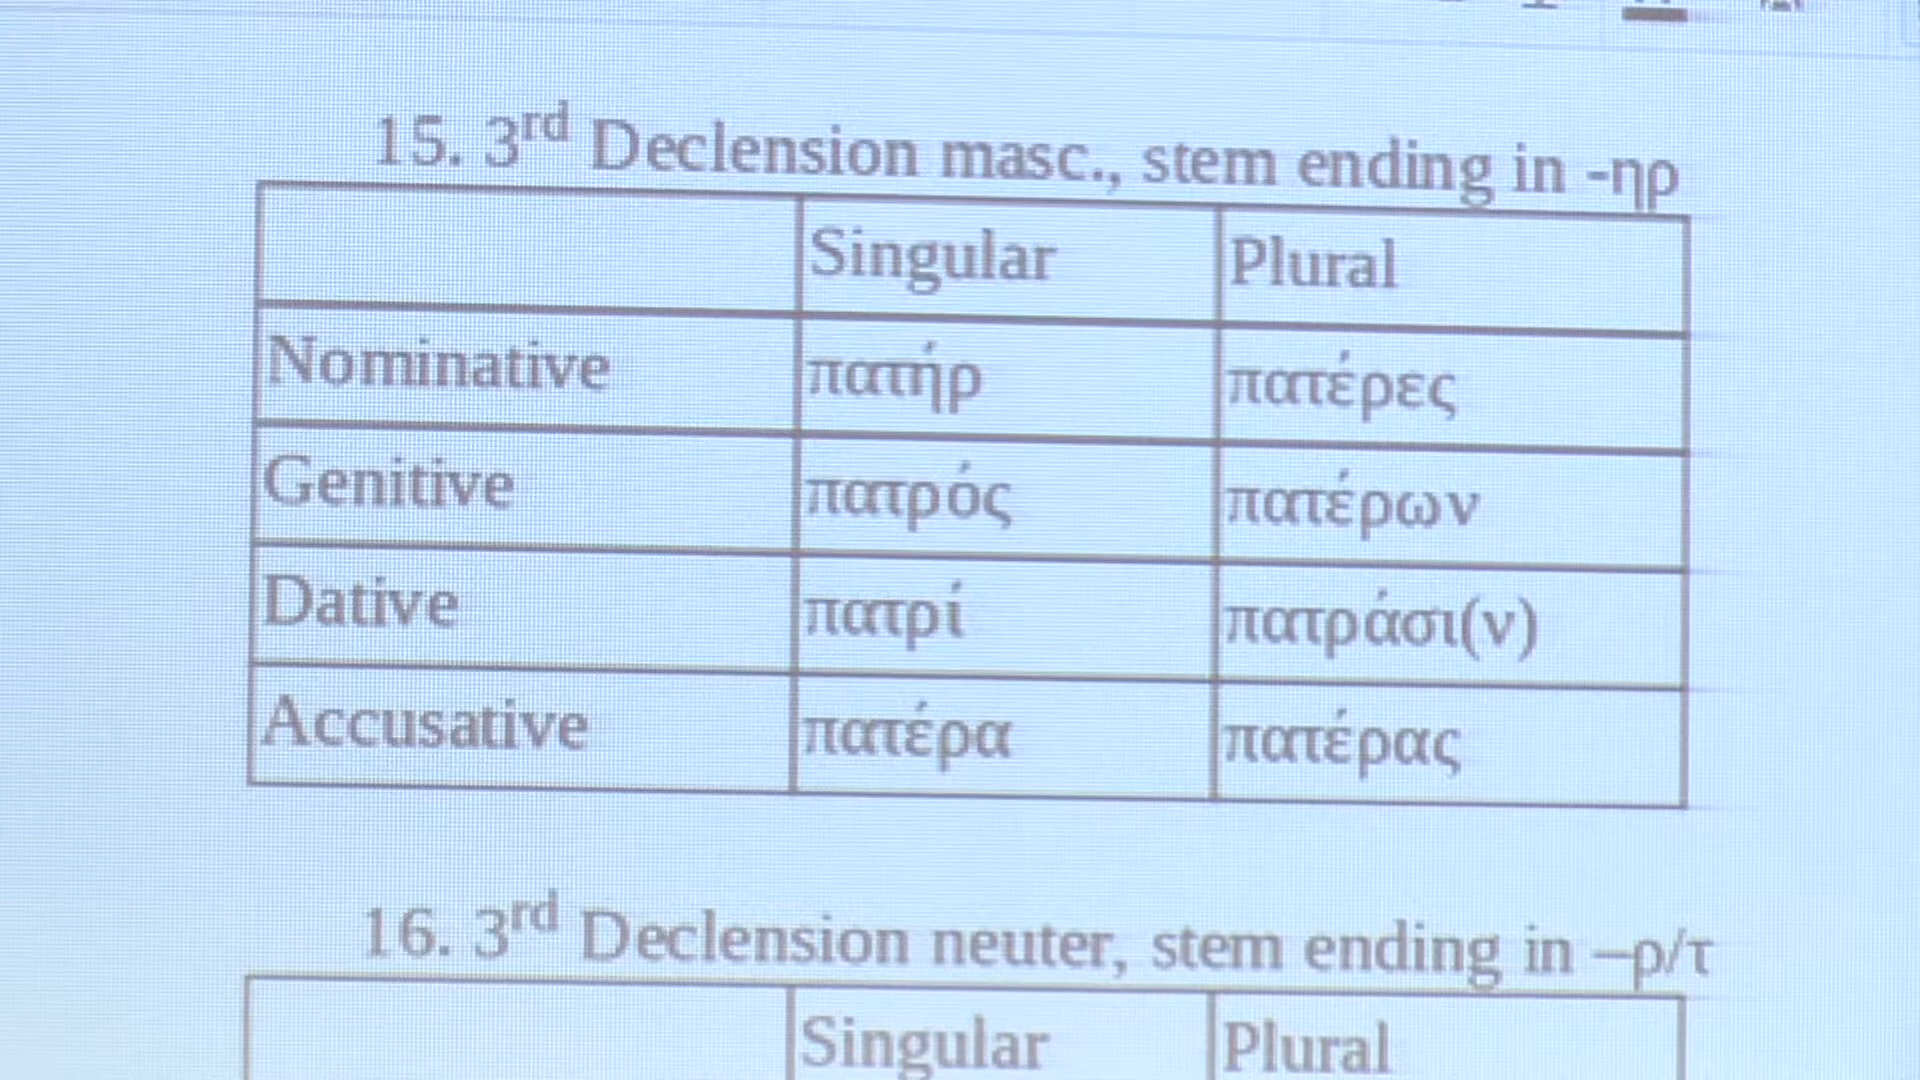 15. 3rd Declension masc., stem ending in -ηρ
Singular Plural
Nominative πατήρ πατέρες
Genitive πατρός πατέρων
Dative πατρί πατράσι(ν)
Accusative πατέρα πατέρας
16. 3rd Declension neuter, stem ending in –ρ/τ
Singular Plural